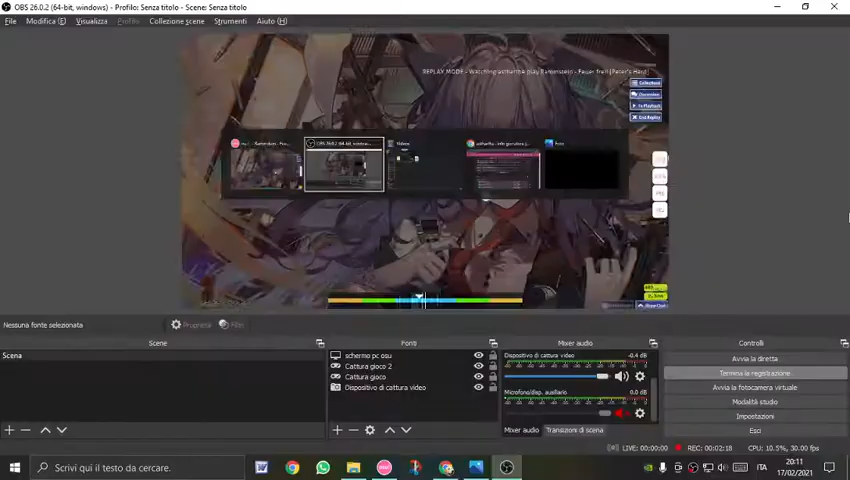 OBS 26.0.2 (64-bit, windows) - Profilo: Senza titolo - Scene: Senza titolo
File Modifica (E) Visualizza Profilo Collezione scene Strumenti Aiuto (H)
REPLAY MODE - Watching
play Rammstein - Feuer frei!
Nessuna fonte selezionata
Proprietà Filtri
Scene
Fonti
Mixer audio
Controlli
Scena
schermo pc osu
Cattura gioco 2
Cattura gioco
Dispositivo di cattura video
Dispositivo di cattura video -0.4 dB
Microfono/disp. ausiliario 0.0 dB
Mixer audio Transizioni di scena
Avvia la diretta
Termina la registrazione
Avvia la fotocamera virtuale
Modalità studio
Impostazioni
Esci
LIVE: 00:00:00 REC: 00:02:18 CPU: 10.5%, 30.00 fps
Scrivi qui il testo da cercare.
ITA
20:11
17/02/2021